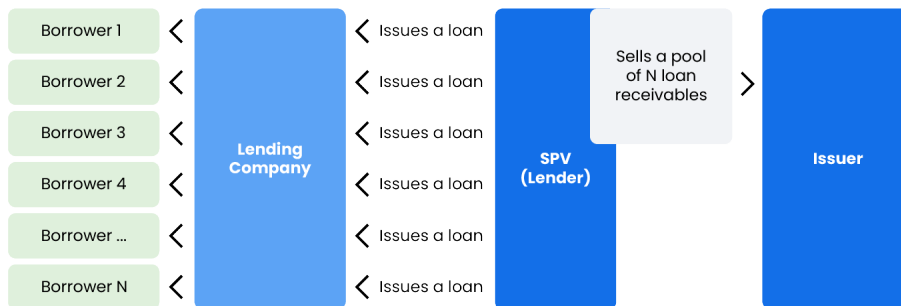 Borrower 1
Issues a loan
Borrower 2
Issues a loan
Borrower 3
Issues a loan
Borrower 4
Issues a loan
Borrower ...
Issues a loan
Borrower N
Issues a loan
Lending
Company
SPV
(Lender)
Sells a pool
of N loan
receivables
Issuer